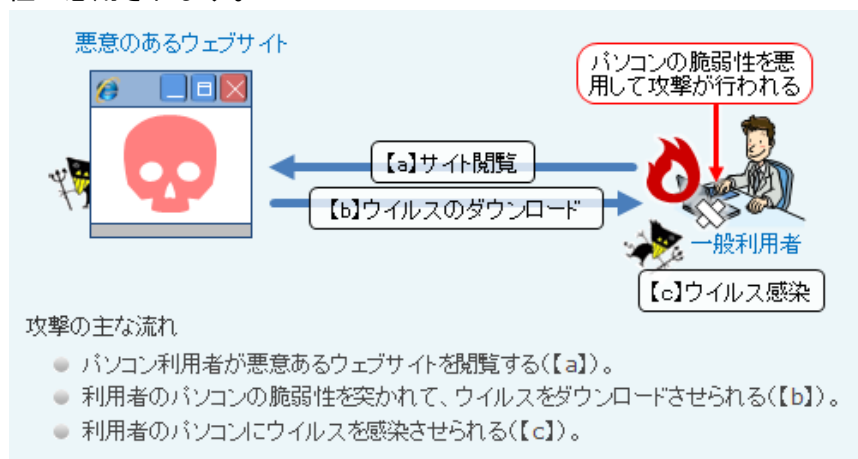 悪意のあるウェブサイト
パソコンの脆弱性を悪
用して攻撃が行われる
【a】サイト閲覧
【b】ウイルスのダウンロード
一般利用者
【c】ウイルス感染
攻撃の主な流れ
パソコン利用者が悪意あるウェブサイトを閲覧する(【a】)。
利用者のパソコンの脆弱性を突かれて、ウイルスをダウンロードさせられる(【b】)。
利用者のパソコンにウイルスを感染させられる(【c】)。